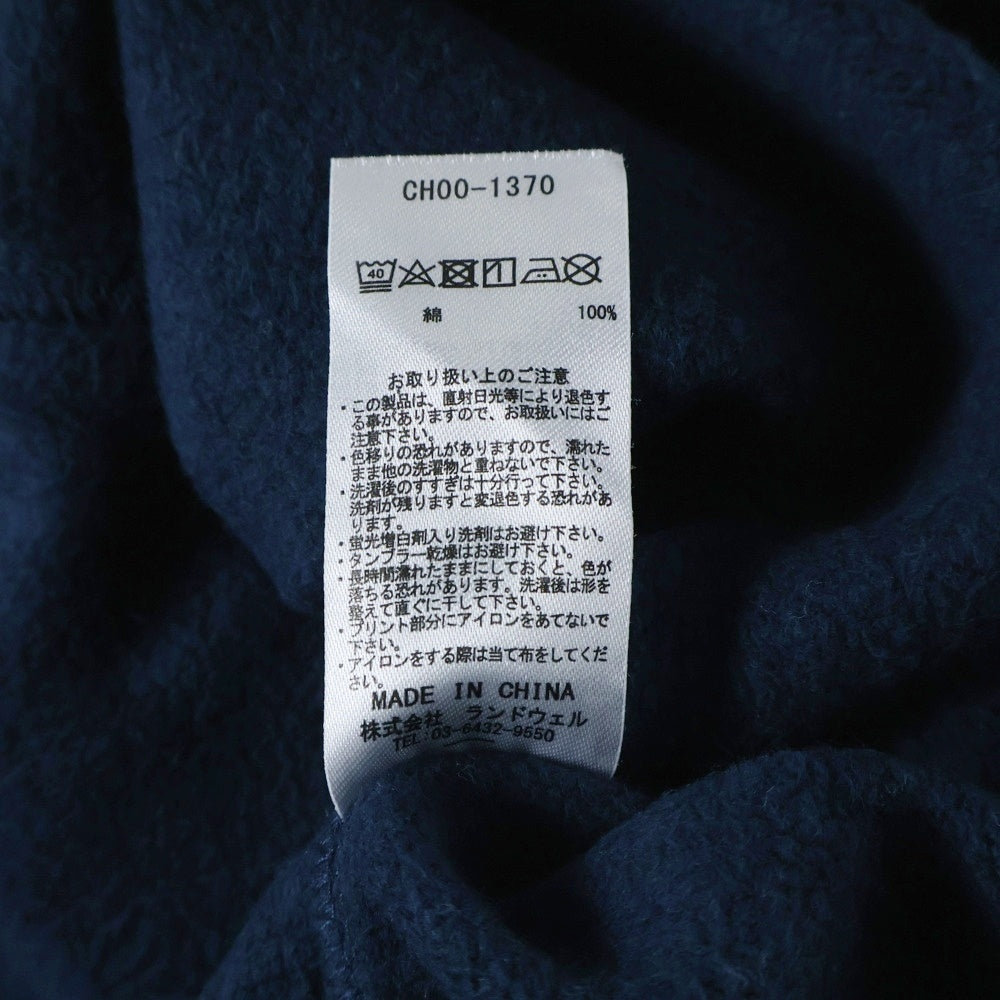 CH00-1370
40
綿 100%
お取り扱い上のご注意
・この製品は、直射日光等により退色す
る事がありますので、お取扱いにはご
注意下さい。
・色移りの恐れがありますので、濡れた
まま他の洗濯物と重ねないで下さい。
・洗濯後のすすぎは十分行って下さい。
洗剤が残りますと変退色する恐れがあ
ります。
・蛍光増白剤入り洗剤はお避け下さい。
・タンブラー乾燥はお避け下さい。
・長時間濡れたままにしておくと、色が
落ちる恐れがあります。洗濯後は形を
整えて直ぐに干して下さい。
・プリント部分にアイロンをあてないで
下さい。
・アイロンをする際は当て布をしてくだ
さい。
MADE IN CHINA
株式会社 ランドウェル
TEL:03-6432-9550